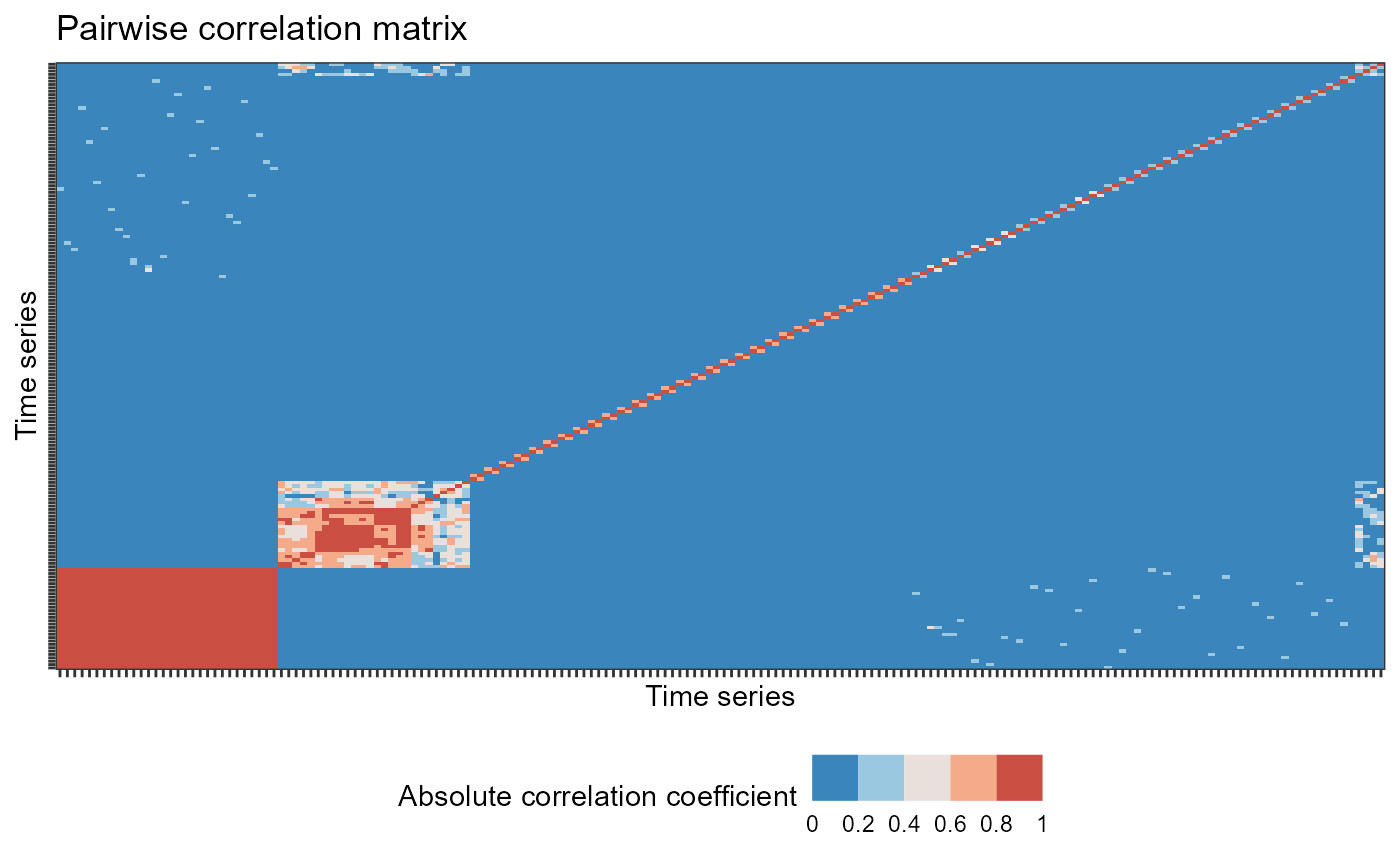 Pairwise correlation matrix
Time series
Time series
Absolute correlation coefficient
0 0.2 0.4 0.6 0.8 1